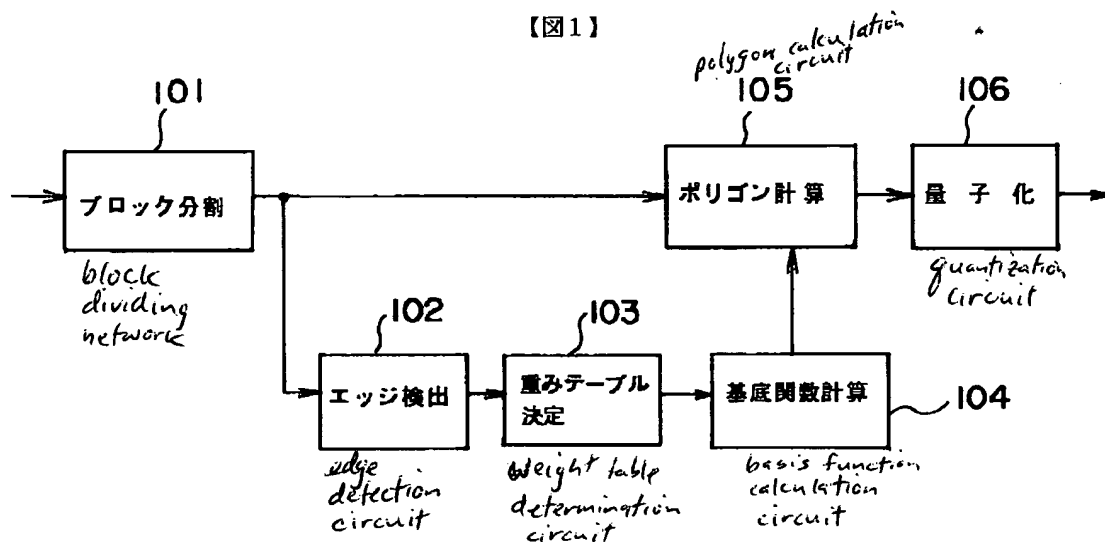 【図1】
polygon calculation
circuit
101
105
106
ブロック分割
ポリゴン計算
量子化
block
dividing
network
quantization
circuit
102
103
エッジ検出
重みテーブル
決定
基底関数計算
104
edge
detection
circuit
weight table
determination
circuit
basis function
calculation
circuit